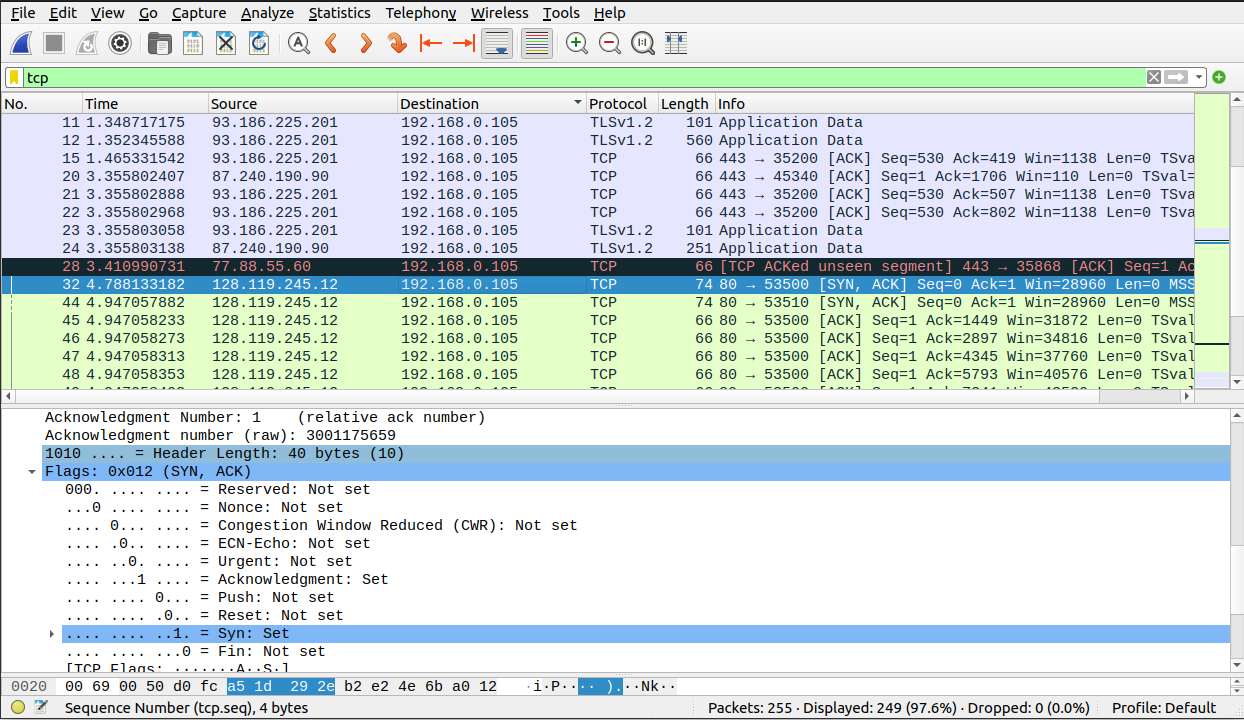 File Edit View Go Capture Analyze Statistics Telephony Wireless Tools Help
tcp
No. Time Source Destination Protocol Length Info
11 1.348717175 93.186.225.201 192.168.0.105 TLSv1.2 101 Application Data
12 1.352345588 93.186.225.201 192.168.0.105 TLSv1.2 560 Application Data
15 1.465331542 93.186.225.201 192.168.0.105 TCP 66 443 → 35200 [ACK] Seq=530 Ack=419 Win=1138 Len=0 TSva
20 3.355802407 87.240.190.90 192.168.0.105 TCP 66 443 → 45340 [ACK] Seq=1 Ack=1706 Win=110 Len=0 TSval=
21 3.355802888 93.186.225.201 192.168.0.105 TCP 66 443 → 35200 [ACK] Seq=530 Ack=507 Win=1138 Len=0 TSva
22 3.355802968 93.186.225.201 192.168.0.105 TCP 66 443 → 35200 [ACK] Seq=530 Ack=802 Win=1138 Len=0 TSva
23 3.355803058 93.186.225.201 192.168.0.105 TLSv1.2 101 Application Data
24 3.355803138 87.240.190.90 192.168.0.105 TLSv1.2 251 Application Data
28 3.410990731 77.88.55.60 192.168.0.105 TCP 66 [TCP ACKed unseen segment] 443 → 35868 [ACK] Seq=1 Ac
32 4.788133182 128.119.245.12 192.168.0.105 TCP 74 80 → 53500 [SYN, ACK] Seq=0 Ack=1 Win=28960 Len=0 MSS
44 4.947057882 128.119.245.12 192.168.0.105 TCP 74 80 → 53510 [SYN, ACK] Seq=0 Ack=1 Win=28960 Len=0 MSS
45 4.947058233 128.119.245.12 192.168.0.105 TCP 66 80 → 53500 [ACK] Seq=1 Ack=1449 Win=31872 Len=0 TSval
46 4.947058273 128.119.245.12 192.168.0.105 TCP 66 80 → 53500 [ACK] Seq=1 Ack=2897 Win=34816 Len=0 TSval
47 4.947058313 128.119.245.12 192.168.0.105 TCP 66 80 → 53500 [ACK] Seq=1 Ack=4345 Win=37760 Len=0 TSval
48 4.947058353 128.119.245.12 192.168.0.105 TCP 66 80 → 53500 [ACK] Seq=1 Ack=5793 Win=40576 Len=0 TSval
Acknowledgment Number: 1 (relative ack number)
Acknowledgment number (raw): 3001175659
1010 .... = Header Length: 40 bytes (10)
Flags: 0x012 (SYN, ACK)
000. .... .... = Reserved: Not set
...0 .... .... = Nonce: Not set
.... 0... .... = Congestion Window Reduced (CWR): Not set
.... .0.. .... = ECN-Echo: Not set
.... ..0. .... = Urgent: Not set
.... ...1 .... = Acknowledgment: Set
.... .... 0... = Push: Not set
.... .... .0.. = Reset: Not set
.... .... ..1. = Syn: Set
.... .... ...0 = Fin: Not set
[TCP Flags: ·······A··S·]
0020 00 69 00 50 d0 fc a5 1d 29 2e b2 e2 4e 6b a0 12 ·i·P···· ).··Nk··
Sequence Number (tcp.seq), 4 bytes Packets: 255 · Displayed: 249 (97.6%) · Dropped: 0 (0.0%) Profile: Default